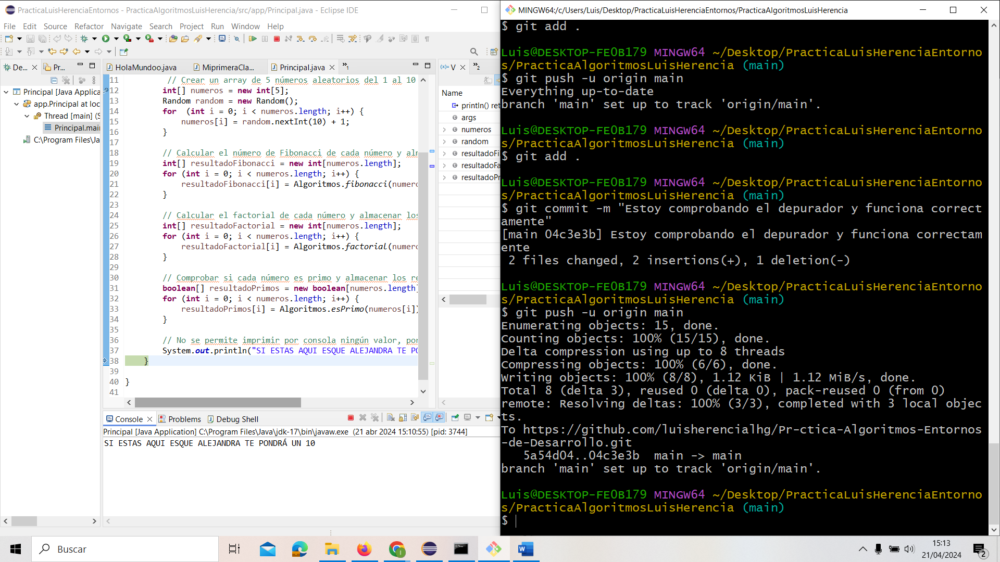 PracticaLuisHerenciaEntornos - PracticaAlgoritmosLuisHerencia/src/app/Principal.java - Eclipse IDE
File Edit Source Refactor Navigate Search Project Run Window Help
De... Pr...
Principal [Java Applica
app.Principal at loc
Thread [main] (S
Principal.mai
C:\Program Files\Ja
HolaMundoo.java MiprimeraCla... Principal.java
11 // Crear un array de 5 números aleatorios del 1 al 10
12 int[] numeros = new int[5];
13 Random random = new Random();
14 for  (int i = 0; i < numeros.length; i++) {
15 numeros[i] = random.nextInt(10) + 1;
16 }
17
18 // Calcular el número de Fibonacci de cada número y alm
19 int[] resultadoFibonacci = new int[numeros.length];
20 for (int i = 0; i < numeros.length; i++) {
21 resultadoFibonacci[i] = Algoritmos.fibonacci(numero
22 }
23
24 // Calcular el factorial de cada número y almacenar los
25 int[] resultadoFactorial = new int[numeros.length];
26 for (int i = 0; i < numeros.length; i++) {
27 resultadoFactorial[i] = Algoritmos.factorial(numero
28 }
29
30 // Comprobar si cada número es primo y almacenar los re
31 boolean[] resultadoPrimos = new boolean[numeros.length]
32 for (int i = 0; i < numeros.length; i++) {
33 resultadoPrimos[i] = Algoritmos.esPrimo(numeros[i])
34 }
35
36 // No se permite imprimir por consola ningún valor, por
37 System.out.println("SI ESTAS AQUI ESQUE ALEJANDRA TE PO
38 }
39
40 }
41
(x)= V
Name
println() ret
args
numeros
random
resultadoFi
resultadoFa
resultadoPr
Console Problems Debug Shell
Principal [Java Application] C:\Program Files\Java\jdk-17\bin\javaw.exe (21 abr 2024 15:10:55) [pid: 3744]
SI ESTAS AQUI ESQUE ALEJANDRA TE PONDRÁ UN 10
MINGW64:/c/Users/Luis/Desktop/PracticaLuisHerenciaEntornos/PracticaAlgoritmosLuisHerencia
$ git add .
Luis@DESKTOP-FE0B179 MINGW64 ~/Desktop/PracticaLuisHerenciaEntorno
s/PracticaAlgoritmosLuisHerencia (main)
$ git push -u origin main
Everything up-to-date
branch 'main' set up to track 'origin/main'.
Luis@DESKTOP-FE0B179 MINGW64 ~/Desktop/PracticaLuisHerenciaEntorno
s/PracticaAlgoritmosLuisHerencia (main)
$ git add .
Luis@DESKTOP-FE0B179 MINGW64 ~/Desktop/PracticaLuisHerenciaEntorno
s/PracticaAlgoritmosLuisHerencia (main)
$ git commit -m "Estoy comprobando el depurador y funciona correct
amente"
[main 04c3e3b] Estoy comprobando el depurador y funciona correctam
ente
2 files changed, 2 insertions(+), 1 deletion(-)
Luis@DESKTOP-FE0B179 MINGW64 ~/Desktop/PracticaLuisHerenciaEntorno
s/PracticaAlgoritmosLuisHerencia (main)
$ git push -u origin main
Enumerating objects: 15, done.
Counting objects: 100% (15/15), done.
Delta compression using up to 8 threads
Compressing objects: 100% (6/6), done.
Writing objects: 100% (8/8), 1.12 KiB | 1.12 MiB/s, done.
Total 8 (delta 3), reused 0 (delta 0), pack-reused 0 (from 0)
remote: Resolving deltas: 100% (3/3), completed with 3 local objec
ts.
To https://github.com/luisherencialhg/Pr-ctica-Algoritmos-Entornos
-de-Desarrollo.git
5a54d04..04c3e3b  main -> main
branch 'main' set up to track 'origin/main'.
Luis@DESKTOP-FE0B179 MINGW64 ~/Desktop/PracticaLuisHerenciaEntorno
s/PracticaAlgoritmosLuisHerencia (main)
$
Buscar
15:13
21/04/2024
2